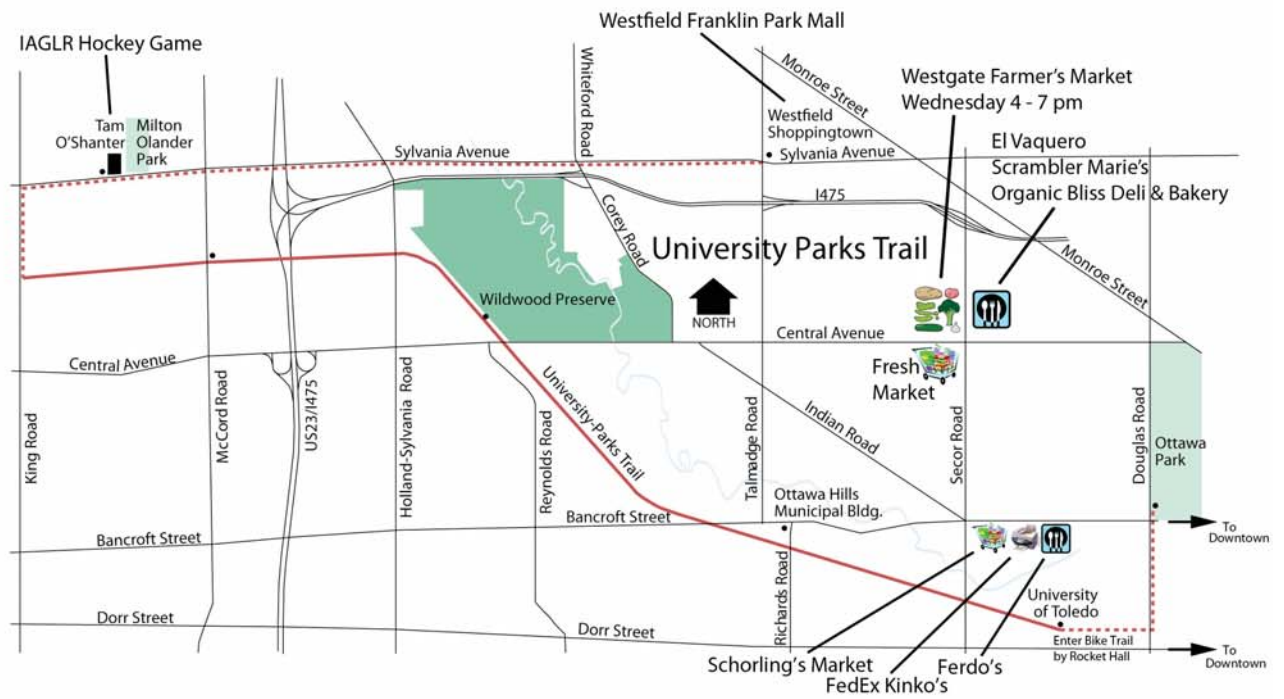 Westfield Franklin Park Mall
IAGLR Hockey Game
Whiteford Road
Monroe Street
Westgate Farmer's Market
Wednesday 4 - 7 pm
Tam
O'Shanter
Milton
Olander
Park
Westfield
Shoppingtown
Sylvania Avenue
Sylvania Avenue
El Vaquero
Scrambler Marie's
Organic Bliss Deli & Bakery
I475
Corey Road
University Parks Trail
Monroe Street
Wildwood Preserve
NORTH
Central Avenue
Central Avenue
Fresh
Market
King Road
McCord Road
US23/I475
Holland-Sylvania Road
Reynolds Road
University-Parks Trail
Talmadge Road
Indian Road
Secor Road
Douglas Road
Ottawa
Park
Ottawa Hills
Municipal Bldg.
Bancroft Street
Bancroft Street
To
Downtown
Richards Road
University
of Toledo
Dorr Street
Dorr Street
Enter Bike Trail
by Rocket Hall
To
Downtown
Schorling's Market
Ferdo's
FedEx Kinko's